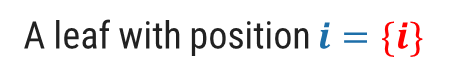 A leaf with position i = {i}